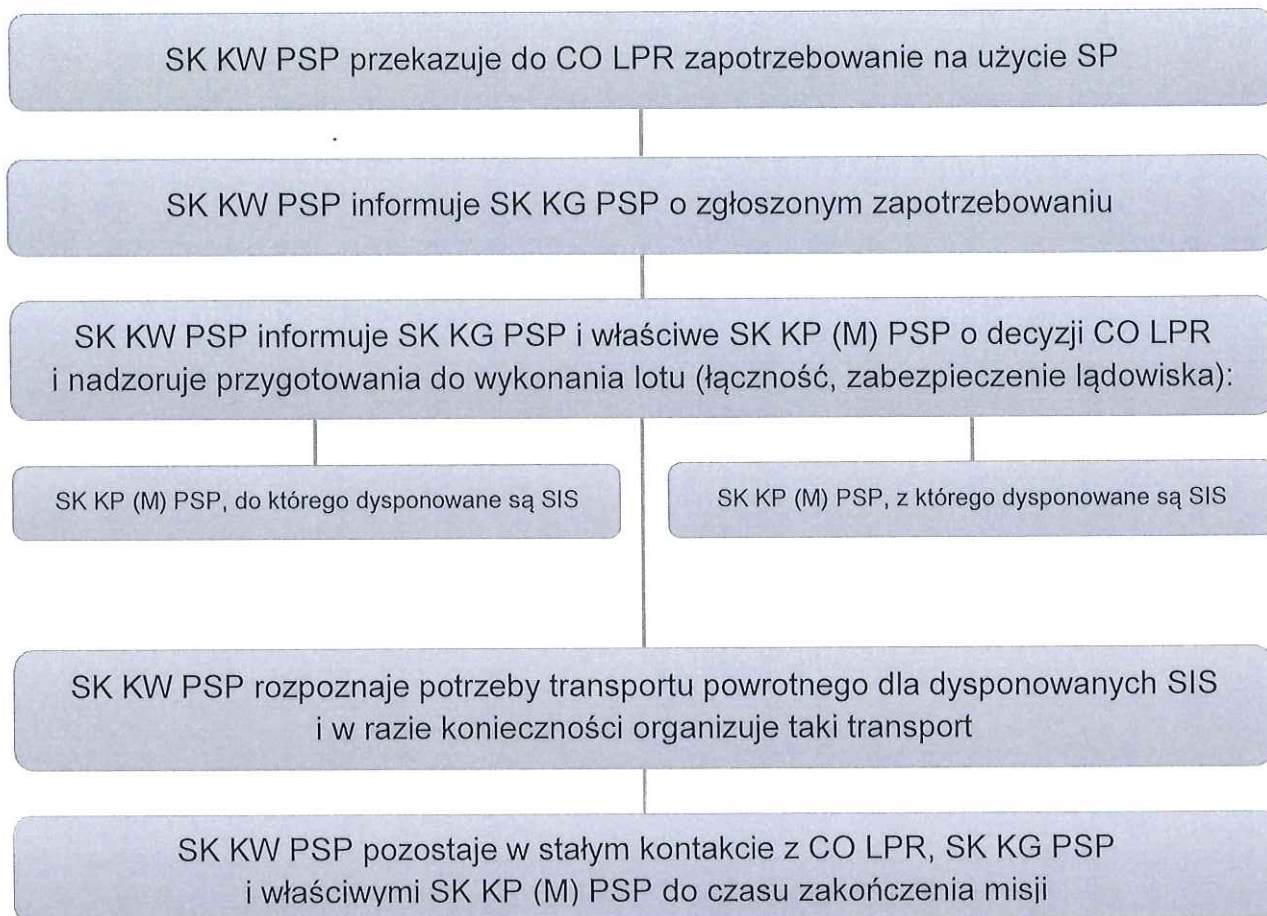 SK KW PSP przekazuje do CO LPR zapotrzebowanie na użycie SP
SK KW PSP informuje SK KG PSP o zgłoszonym zapotrzebowaniu
SK KW PSP informuje SK KG PSP i właściwe SK KP (M) PSP o decyzji CO LPR
i nadzoruje przygotowania do wykonania lotu (łączność, zabezpieczenie lądowiska):
SK KP (M) PSP, do którego dysponowane są SIS
SK KP (M) PSP, z którego dysponowane są SIS
SK KW PSP rozpoznaje potrzeby transportu powrotnego dla dysponowanych SIS
i w razie konieczności organizuje taki transport
SK KW PSP pozostaje w stałym kontakcie z CO LPR, SK KG PSP
i właściwymi SK KP (M) PSP do czasu zakończenia misji